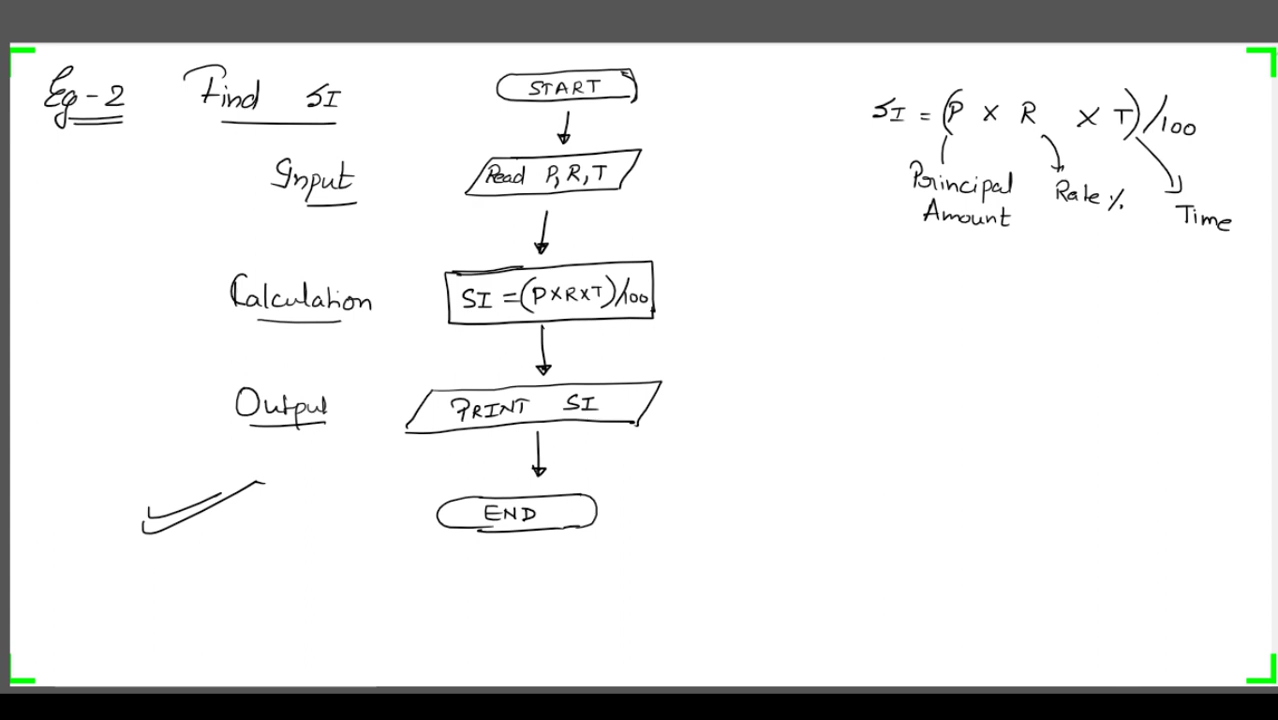 Eg-2 Find SI
START
SI = (P X R X T)/100
Input
Read P, R, T
Principal Amount
Rate %
Time
Calculation
SI = (PXRXT)/100
Output
PRINT SI
END